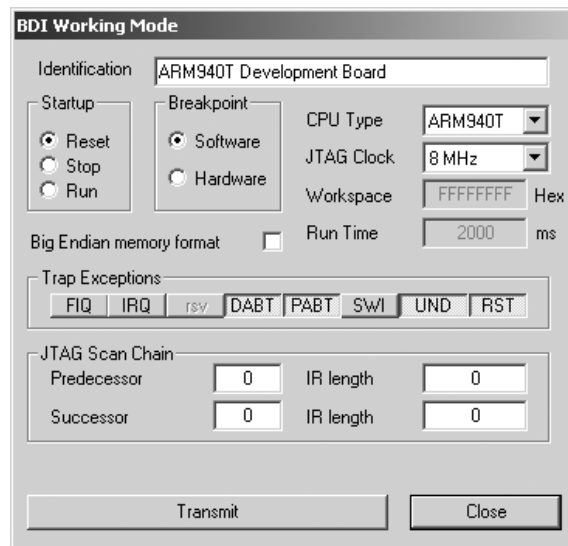 BDI Working Mode
Identification ARM940T Development Board
Startup Breakpoint
CPU Type ARM940T
Reset Software
JTAG Clock 8 MHz
Stop
Run Hardware
Workspace FFFFFFFF Hex
Big Endian memory format
Run Time 2000 ms
Trap Exceptions
FIQ IRQ rsv DABT PABT SWI UND RST
JTAG Scan Chain
Predecessor 0 IR length 0
Successor 0 IR length 0
Transmit Close